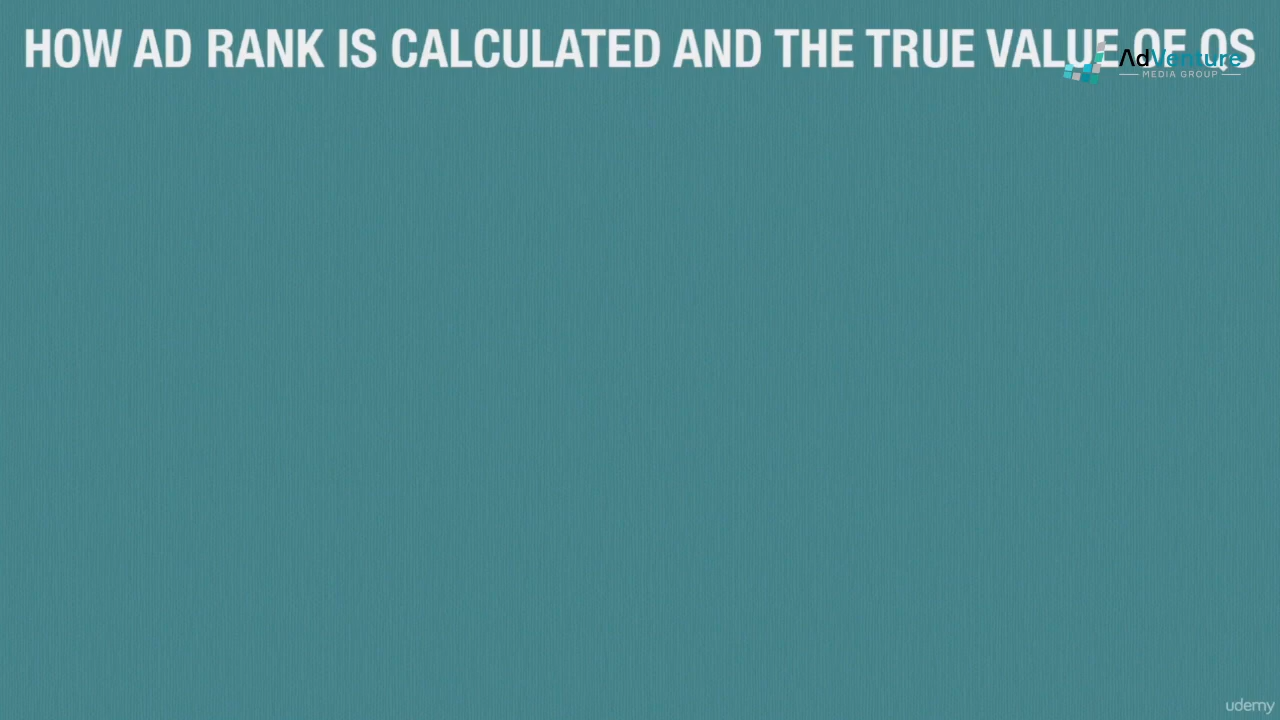 HOW AD RANK IS CALCULATED AND THE TRUE VALUE OF QS
AdVenture
MEDIA GROUP
udemy